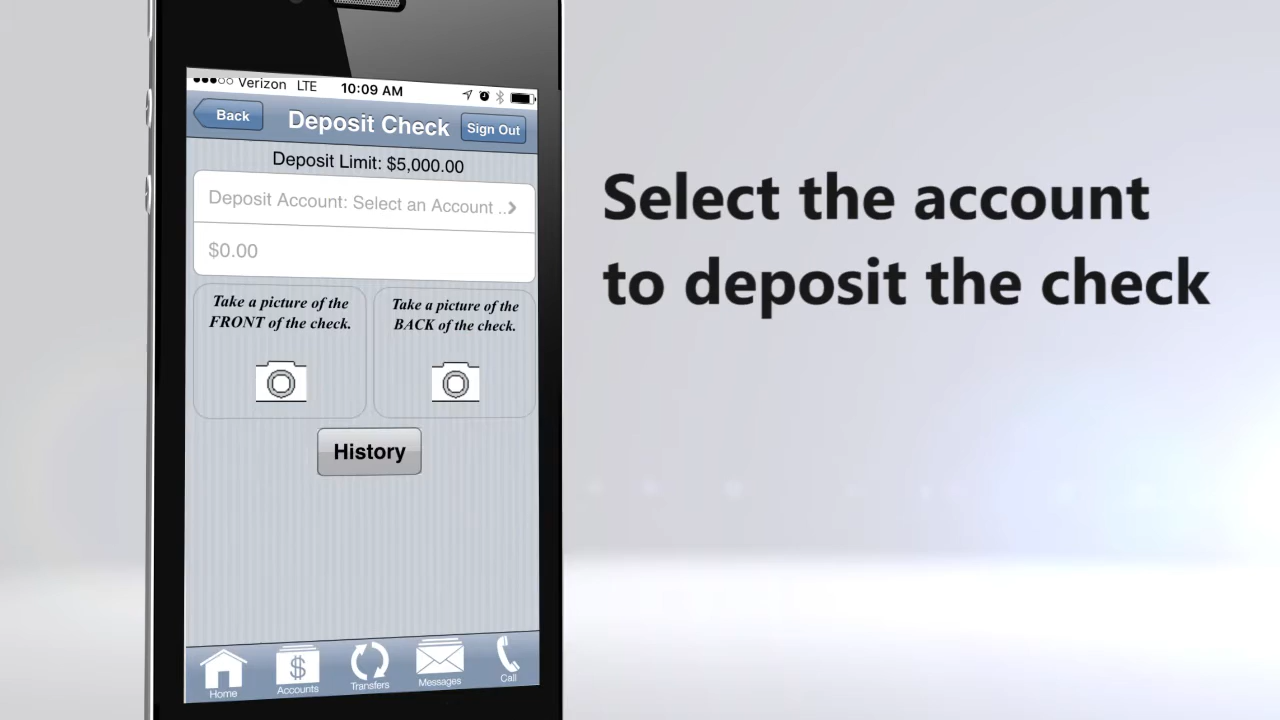 Verizon LTE 10:09 AM
Back Deposit Check Sign Out
Deposit Limit: $5,000.00
Deposit Account: Select an Account ..
$0.00
Take a picture of the
FRONT of the check.
Take a picture of the
BACK of the check.
History
Home Accounts Transfers Messages Call
Select the account
to deposit the check